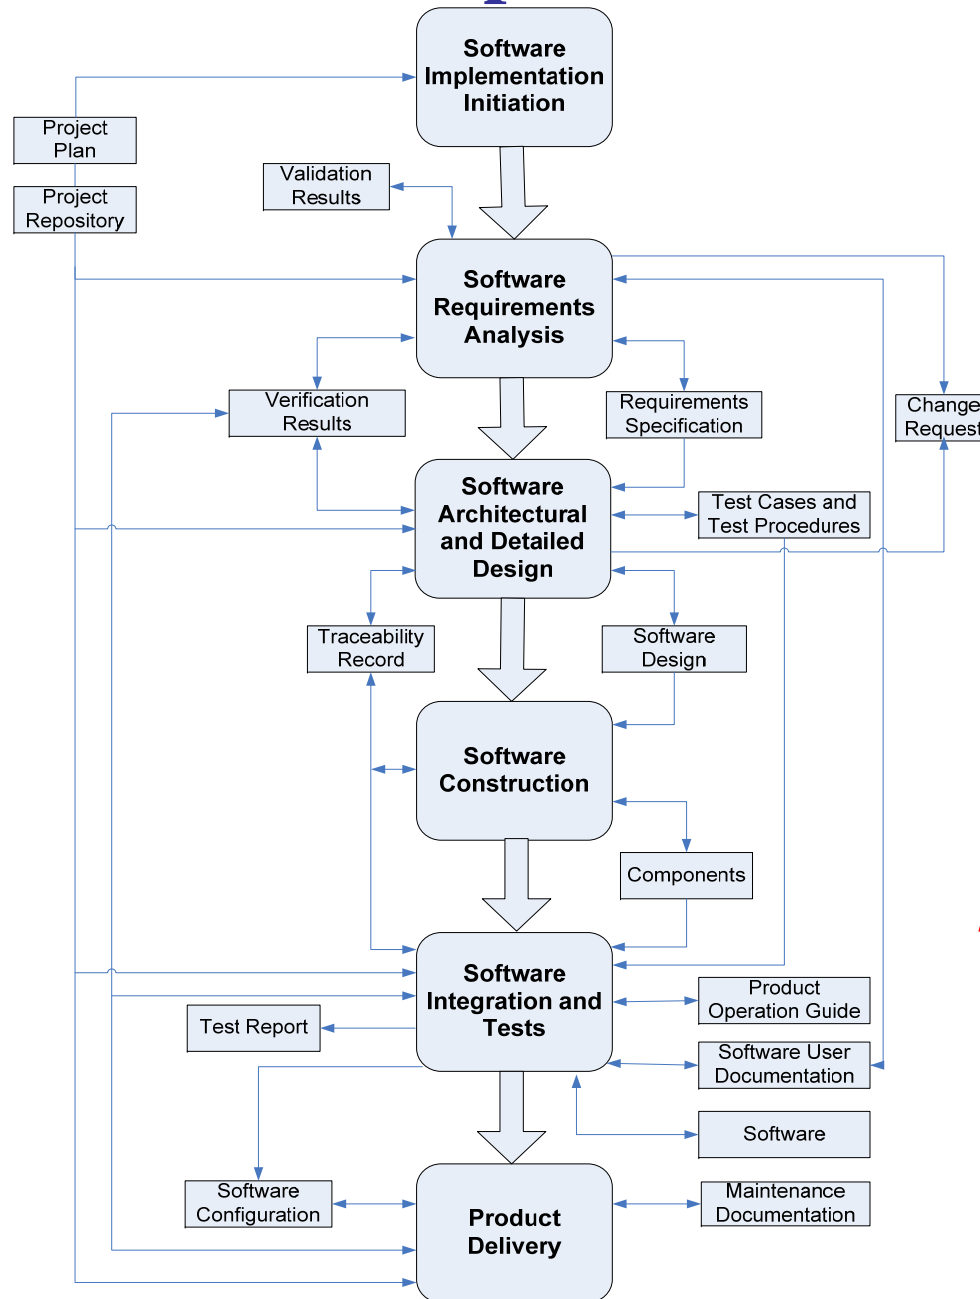 Software
Implementation
Initiation
Project
Plan
Validation
Results
Project
Repository
Software
Requirements
Analysis
Verification
Results
Requirements
Specification
Change
Request
Software
Architectural
and Detailed
Design
Test Cases and
Test Procedures
Traceability
Record
Software
Design
Software
Construction
Components
Software
Integration and
Tests
Product
Operation Guide
Test Report
Software User
Documentation
Software
Software
Configuration
Product
Delivery
Maintenance
Documentation